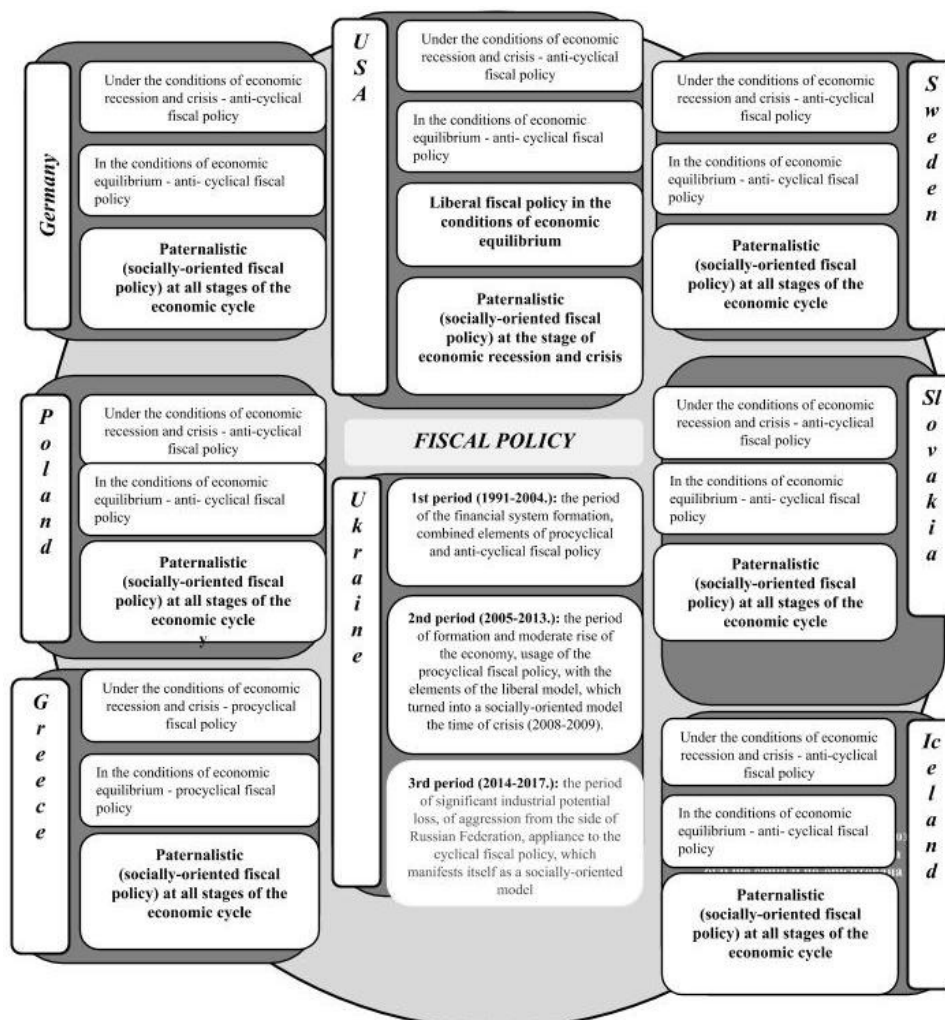 Germany
Under the conditions of economic
recession and crisis - anti-cyclical
fiscal policy
In the conditions of economic
equilibrium - anti- cyclical fiscal
policy
Paternalistic
(socially-oriented fiscal
policy) at all stages of the
economic cycle
USA
Under the conditions of economic
recession and crisis - anti-cyclical
fiscal policy
In the conditions of economic
equilibrium - anti-cyclical fiscal
policy
Liberal fiscal policy in the
conditions of economic
equilibrium
Paternalistic
(socially-oriented fiscal
policy) at the stage of
economic recession and crisis
Sweden
Under the conditions of economic
recession and crisis - anti-cyclical
fiscal policy
In the conditions of economic
equilibrium - anti- cyclical fiscal
policy
Paternalistic
(socially-oriented fiscal
policy) at all stages of the
economic cycle
Poland
Under the conditions of economic
recession and crisis - anti-cyclical
fiscal policy
In the conditions of economic
equilibrium - anti- cyclical fiscal
policy
Paternalistic
(socially-oriented fiscal
policy) at all stages of the
economic cycle
y
FISCAL POLICY
Slovakia
Under the conditions of economic
recession and crisis - anti-cyclical
fiscal policy
In the conditions of economic
equilibrium - anti- cyclical fiscal
policy
Paternalistic
(socially-oriented fiscal
policy) at all stages of the
economic cycle
Ukraine
1st period (1991-2004.): the period
of the financial system formation,
combined elements of procyclical
and anti-cyclical fiscal policy
2nd period (2005-2013.): the
period of formation and moderate rise
of the economy, usage of the
procyclical fiscal policy, with the
elements of the liberal model, which
turned into a socially-oriented model
the time of crisis (2008-2009).
3rd period (2014-2017.): the period
of significant industrial potential
loss, of aggression from the side of
Russian Federation, appliance to the
cyclical fiscal policy, which
manifests itself as a socially-oriented
model
Greece
Under the conditions of economic
recession and crisis - procyclical
fiscal policy
In the conditions of economic
equilibrium - procyclical fiscal
policy
Paternalistic
(socially-oriented fiscal
policy) at all stages of the
economic cycle
Iceland
Under the conditions of economic
recession and crisis - anti-cyclical
fiscal policy
In the conditions of economic
equilibrium - anti- cyclical fiscal
policy
Paternalistic
(socially-oriented fiscal
policy) at all stages of the
economic cycle